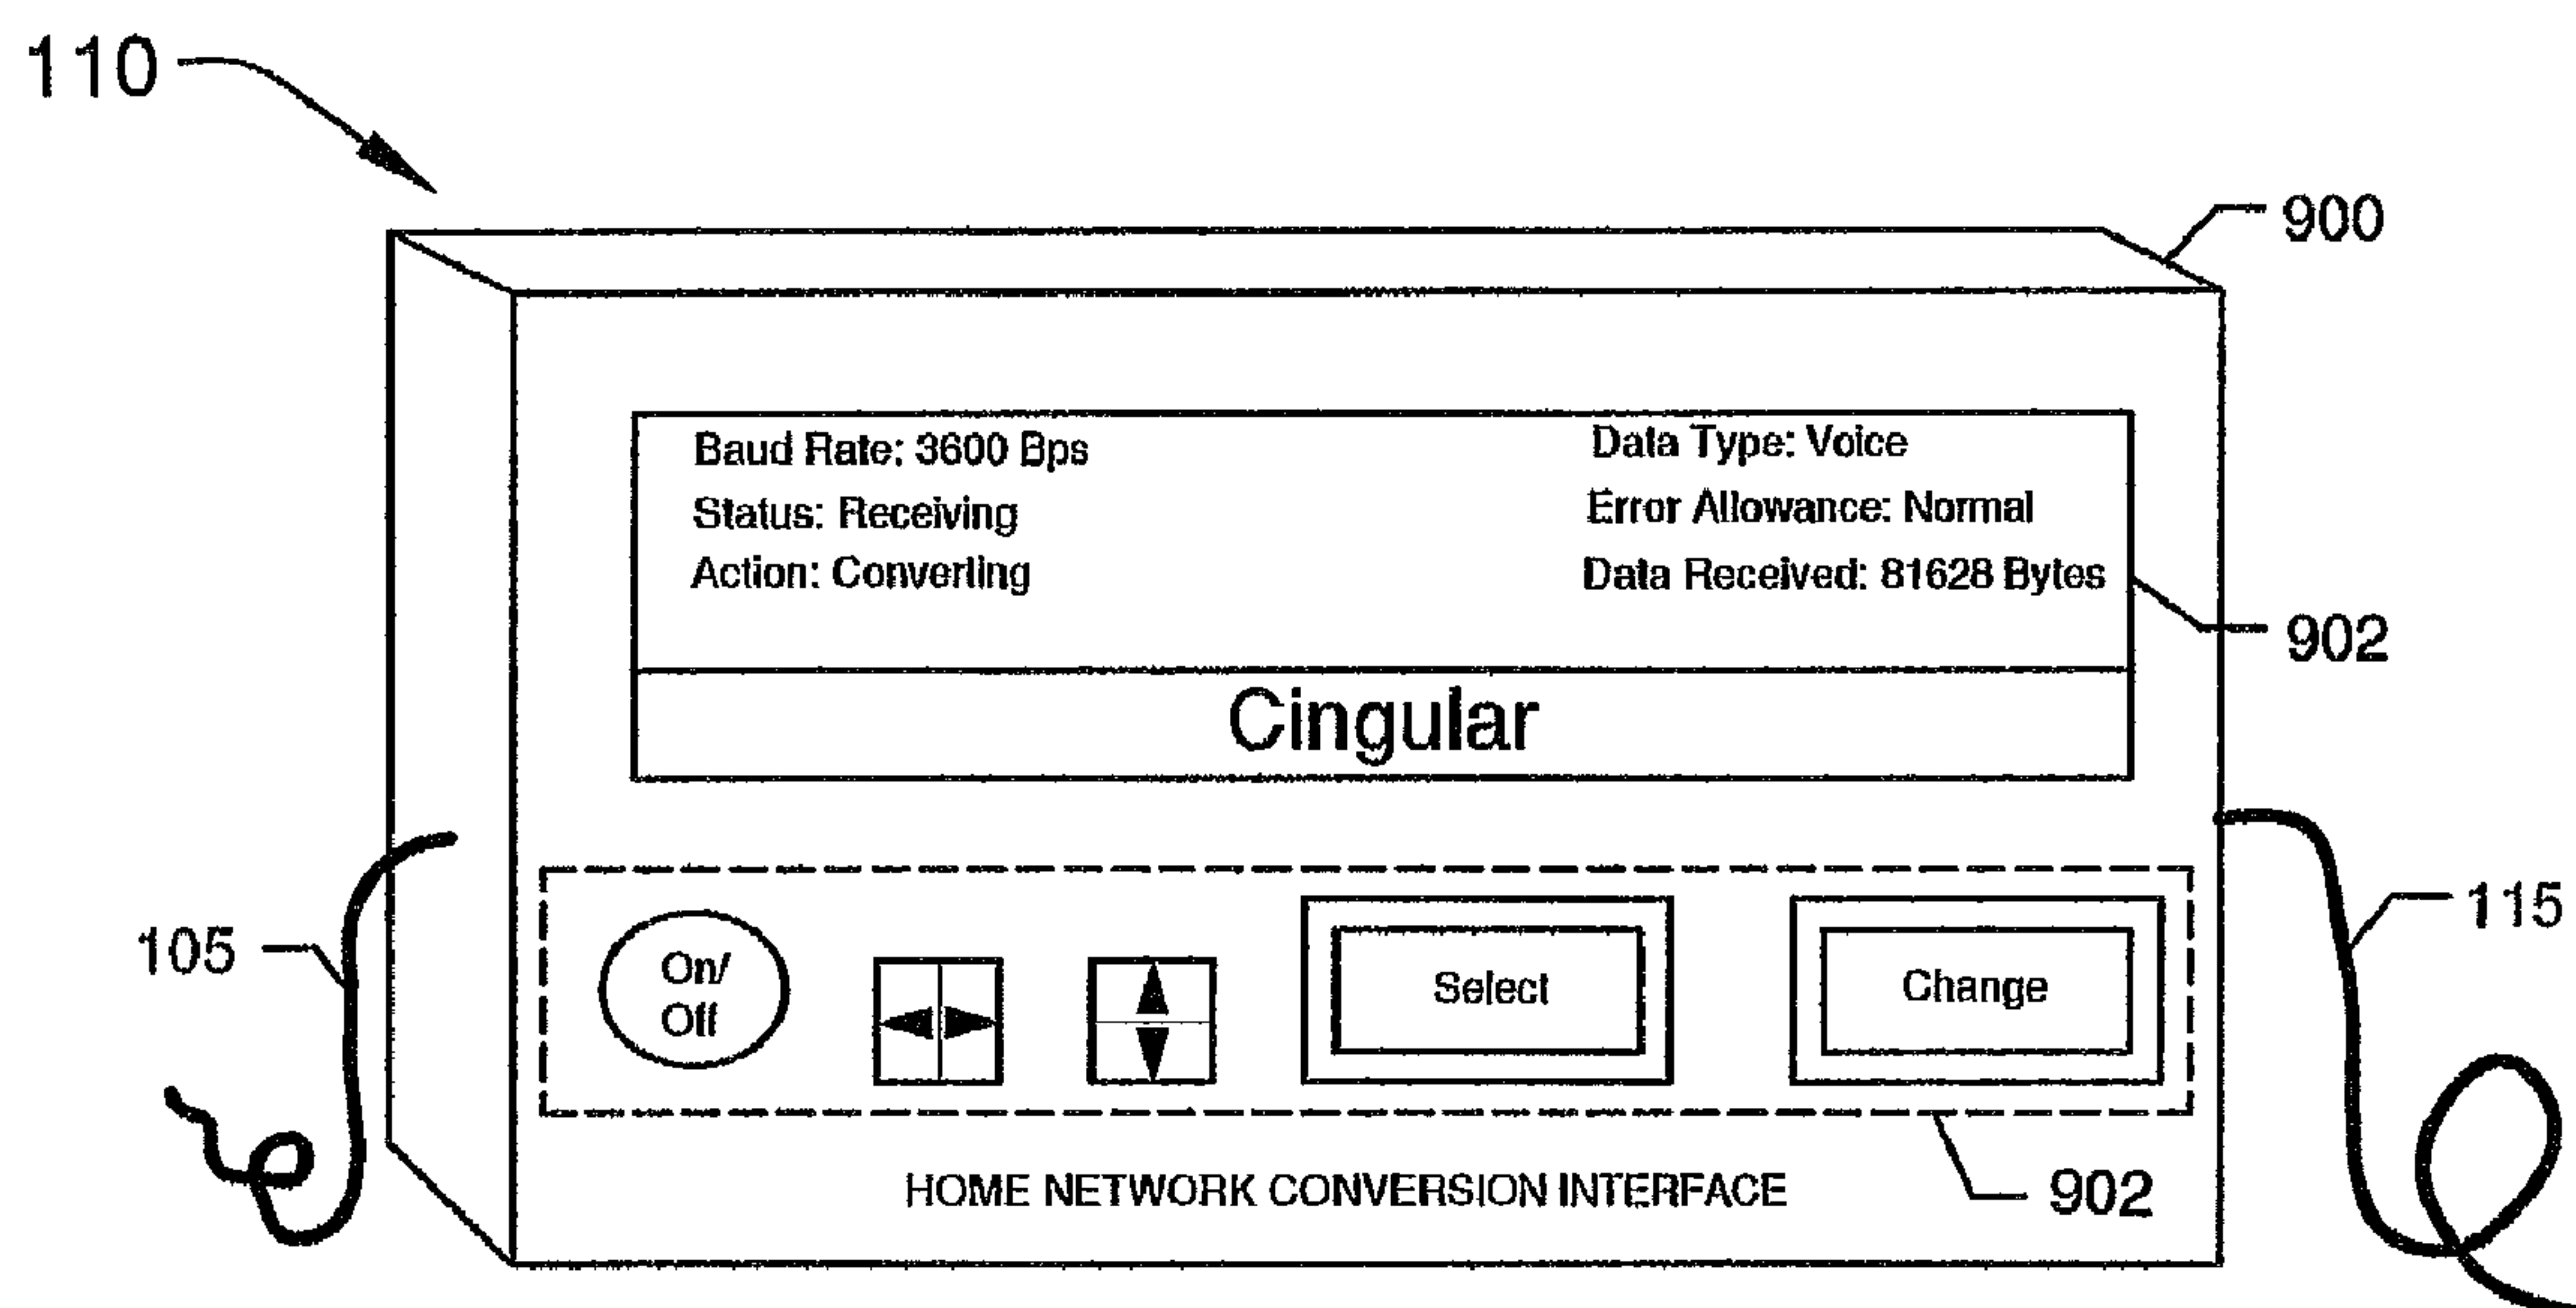 110
900
Baud Rate: 3600 Bps
Data Type: Voice
Status: Receiving
Error Allowance: Normal
Action: Converting
Data Received: 81628 Bytes
902
Cingular
105
On/
Off
Select
Change
115
HOME NETWORK CONVERSION INTERFACE
902